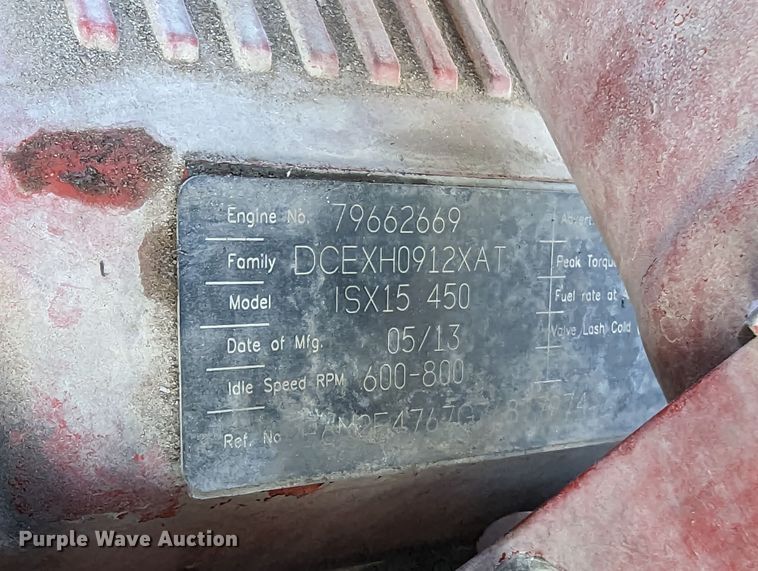 Engine No. 79662669
Family DCEXH0912XAT
Model ISX15 450
Date of Mfg. 05/13
Idle Speed RPM 600-800
Ref. No
Peak Torque
Fuel rate at
Valve Lash Cold
Purple Wave Auction